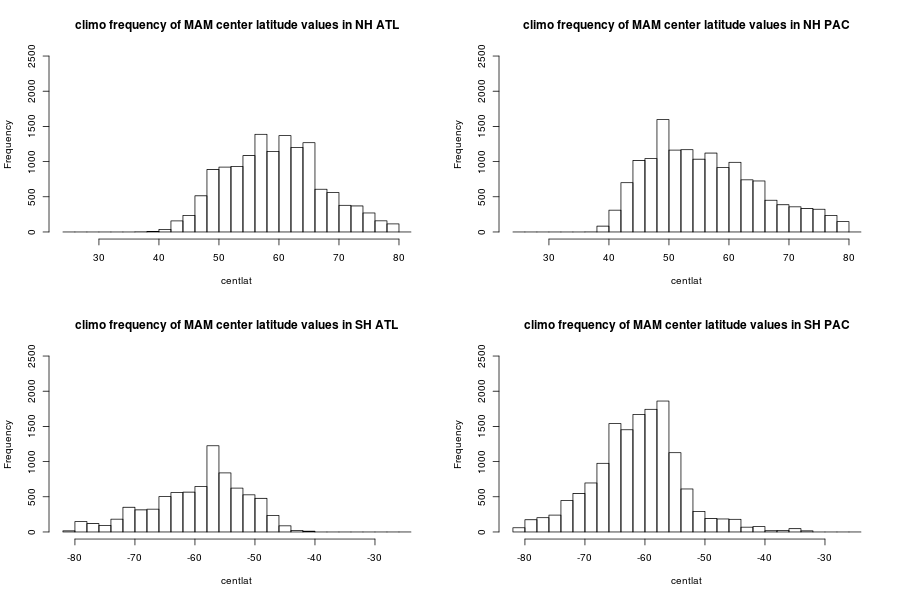 climo frequency of MAM center latitude values in NH ATL
Frequency
2500
2000
1500
1000
500
0
30 40 50 60 70 80
centlat
climo frequency of MAM center latitude values in NH PAC
Frequency
2500
2000
1500
1000
500
0
30 40 50 60 70 80
centlat
climo frequency of MAM center latitude values in SH ATL
Frequency
2500
2000
1500
1000
500
0
-80 -70 -60 -50 -40 -30
centlat
climo frequency of MAM center latitude values in SH PAC
Frequency
2500
2000
1500
1000
500
0
-80 -70 -60 -50 -40 -30
centlat